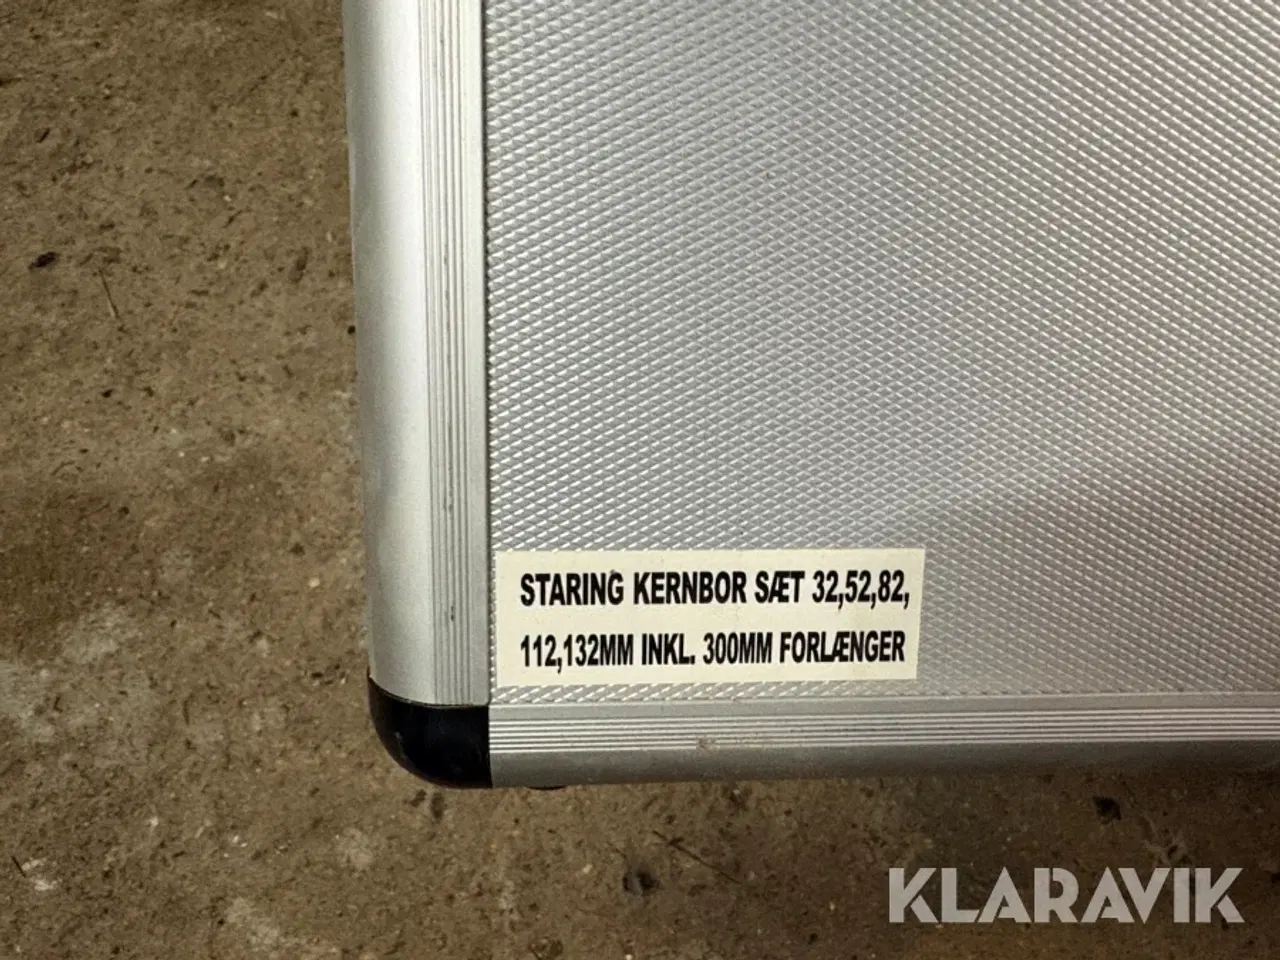 STARING KERNBOR SÆT 32,52,82,
112,132MM INKL. 300MM FORLÆNGER
KLARAVIK